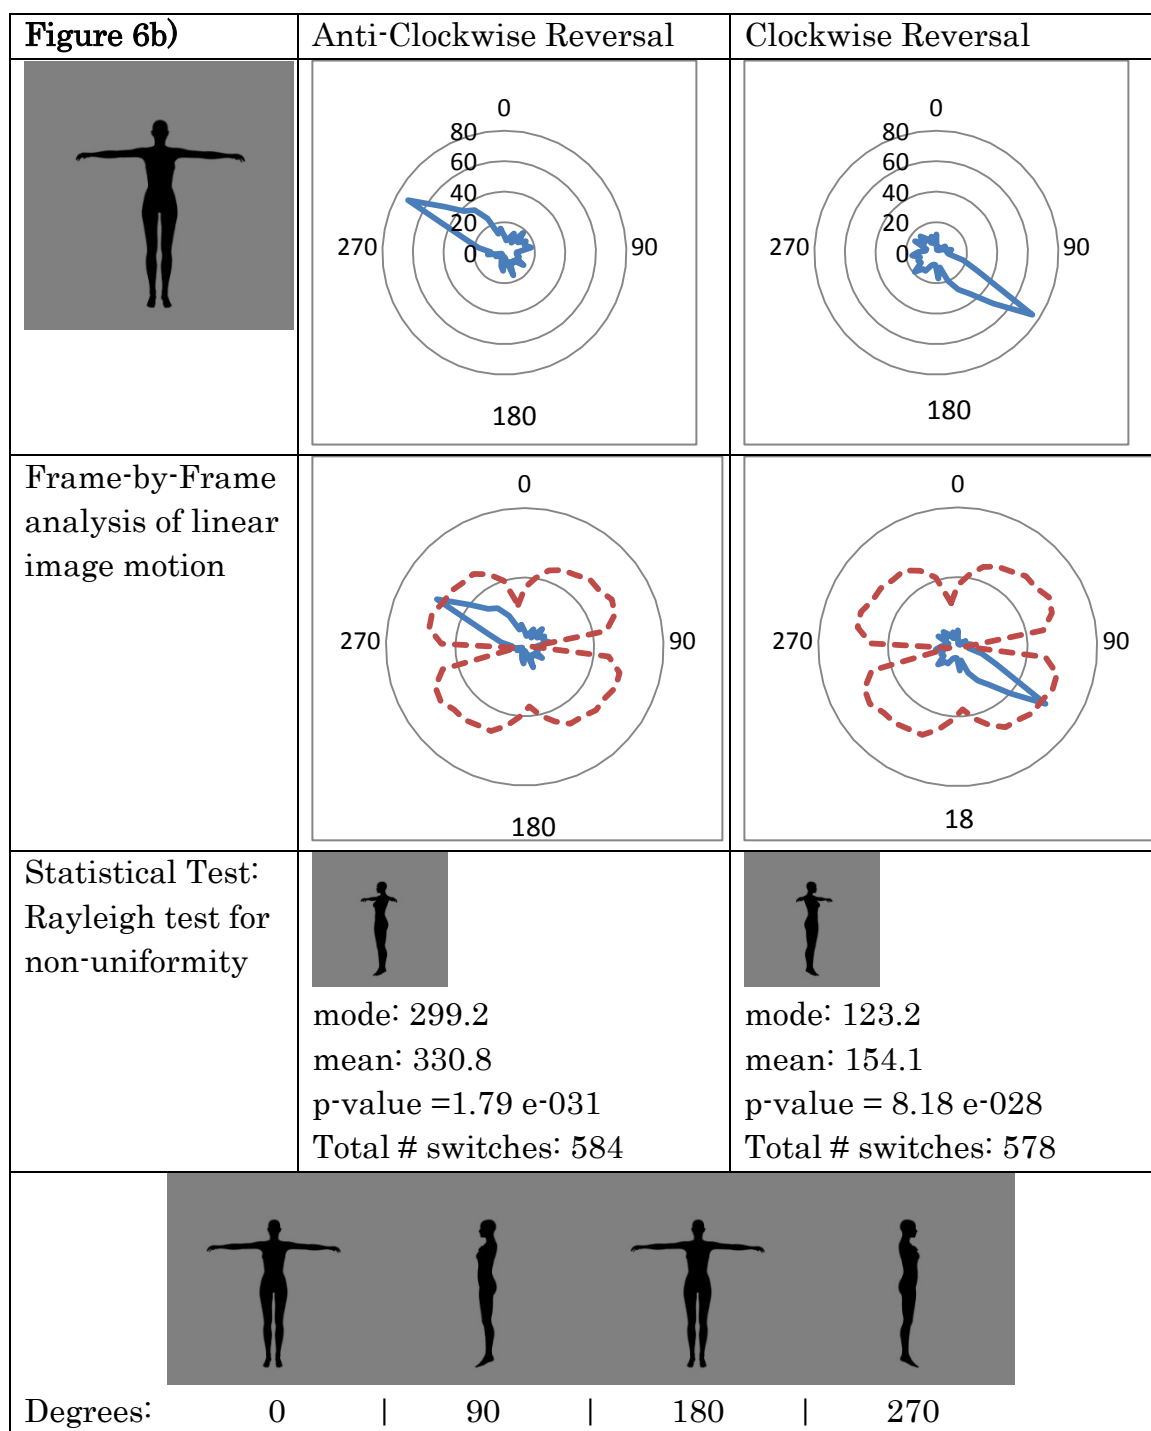 Figure 6b)
Anti-Clockwise Reversal
Clockwise Reversal
0
80
60
40
20
0
270
90
180
0
80
60
40
20
0
270
90
180
Frame-by-Frame
analysis of linear
image motion
0
270
90
180
0
270
90
18
Statistical Test:
Rayleigh test for
non-uniformity
mode: 299.2
mean: 330.8
p-value =1.79 e-031
Total # switches: 584
mode: 123.2
mean: 154.1
p-value = 8.18 e-028
Total # switches: 578
Degrees: 0 | 90 | 180 | 270